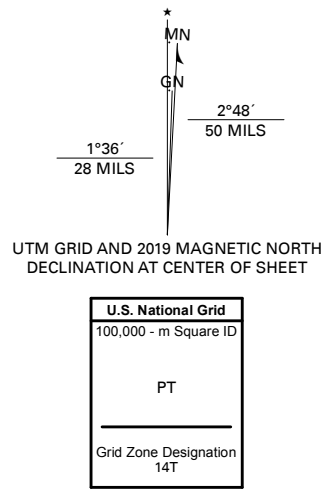 MN
GN
2°48´
50 MILS
1°36´
28 MILS
UTM GRID AND 2019 MAGNETIC NORTH
DECLINATION AT CENTER OF SHEET
U.S. National Grid
100,000 - m Square ID
PT
Grid Zone Designation
14T